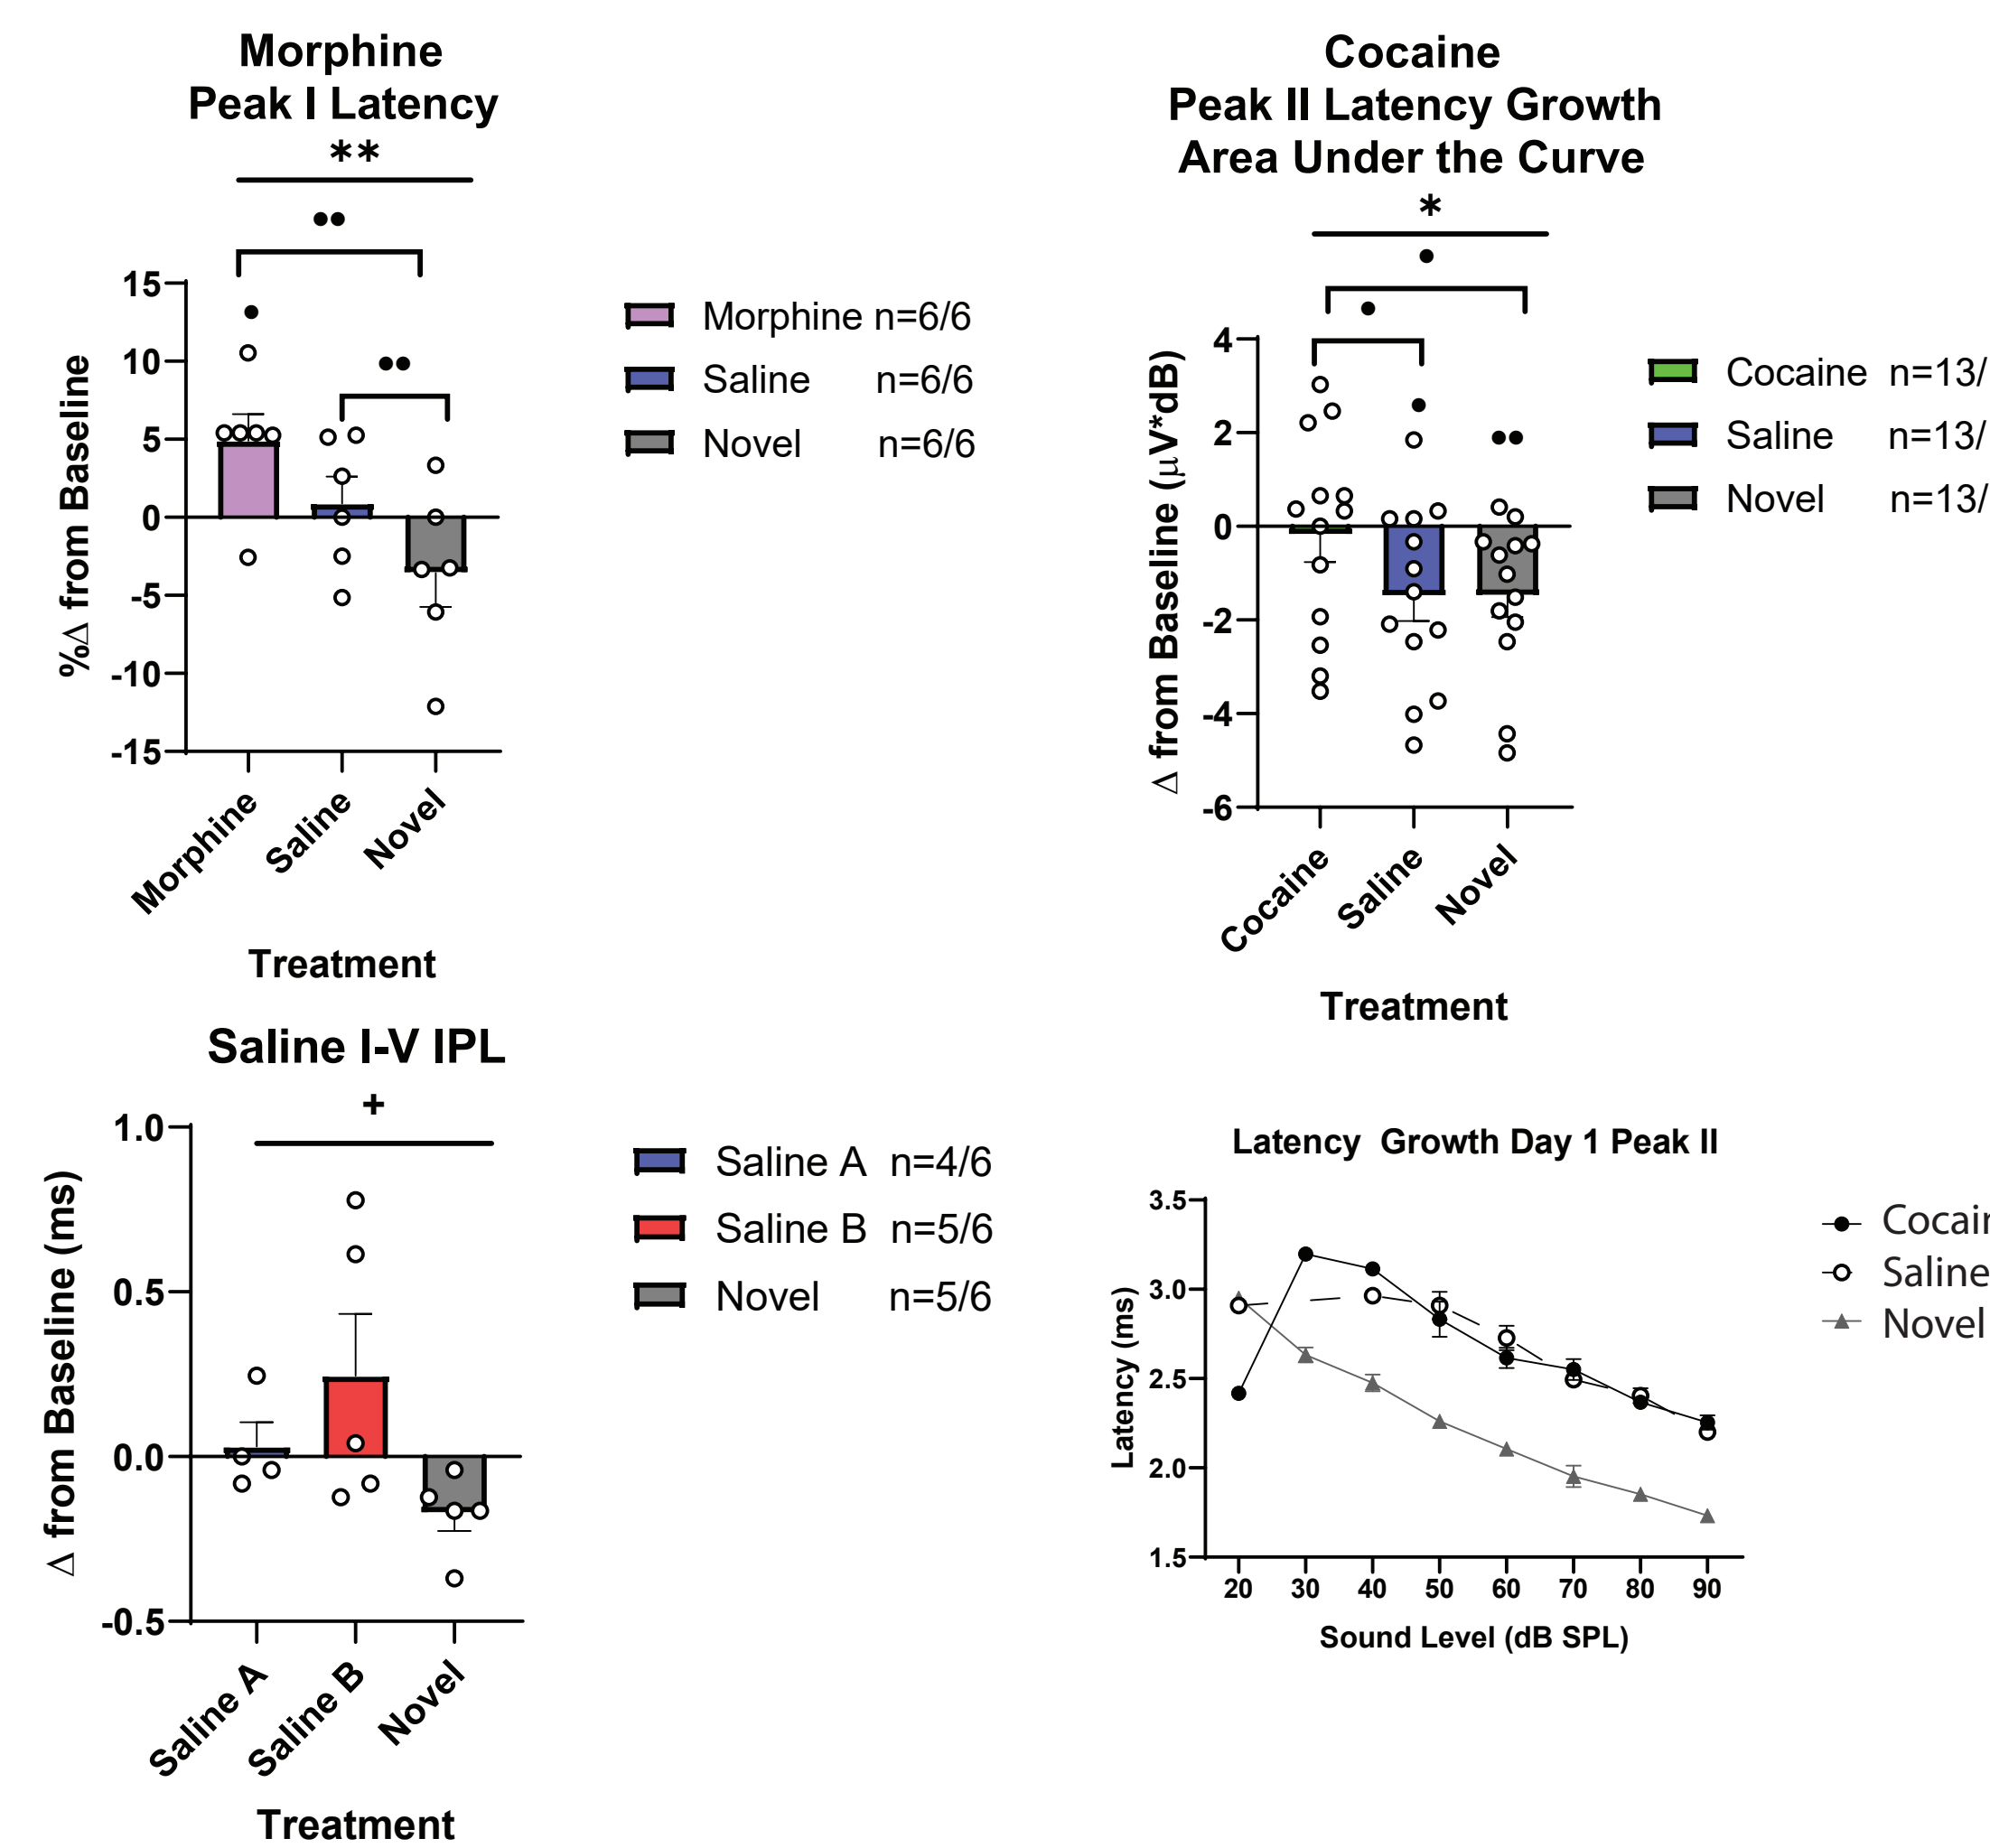 Morphine
Peak I Latency
**
••
•
••
15
10
5
0
-5
-10
-15
%Δ from Baseline
Morphine
Saline
Novel
Treatment
Morphine n=6/6
Saline n=6/6
Novel n=6/6
Cocaine
Peak II Latency Growth
Area Under the Curve
*
•
•
•
••
4
2
0
-2
-4
-6
Δ from Baseline (μV*dB)
Cocaine
Saline
Novel
Treatment
Cocaine n=13/
Saline n=13/
Novel n=13/
Saline I-V IPL
+
1.0
0.5
0.0
-0.5
Δ from Baseline (ms)
Saline A
Saline B
Novel
Treatment
Saline A n=4/6
Saline B n=5/6
Novel n=5/6
Latency Growth Day 1 Peak II
3.5
3.0
2.5
2.0
1.5
Latency (ms)
20 30 40 50 60 70 80 90
Sound Level (dB SPL)
Saline
Novel